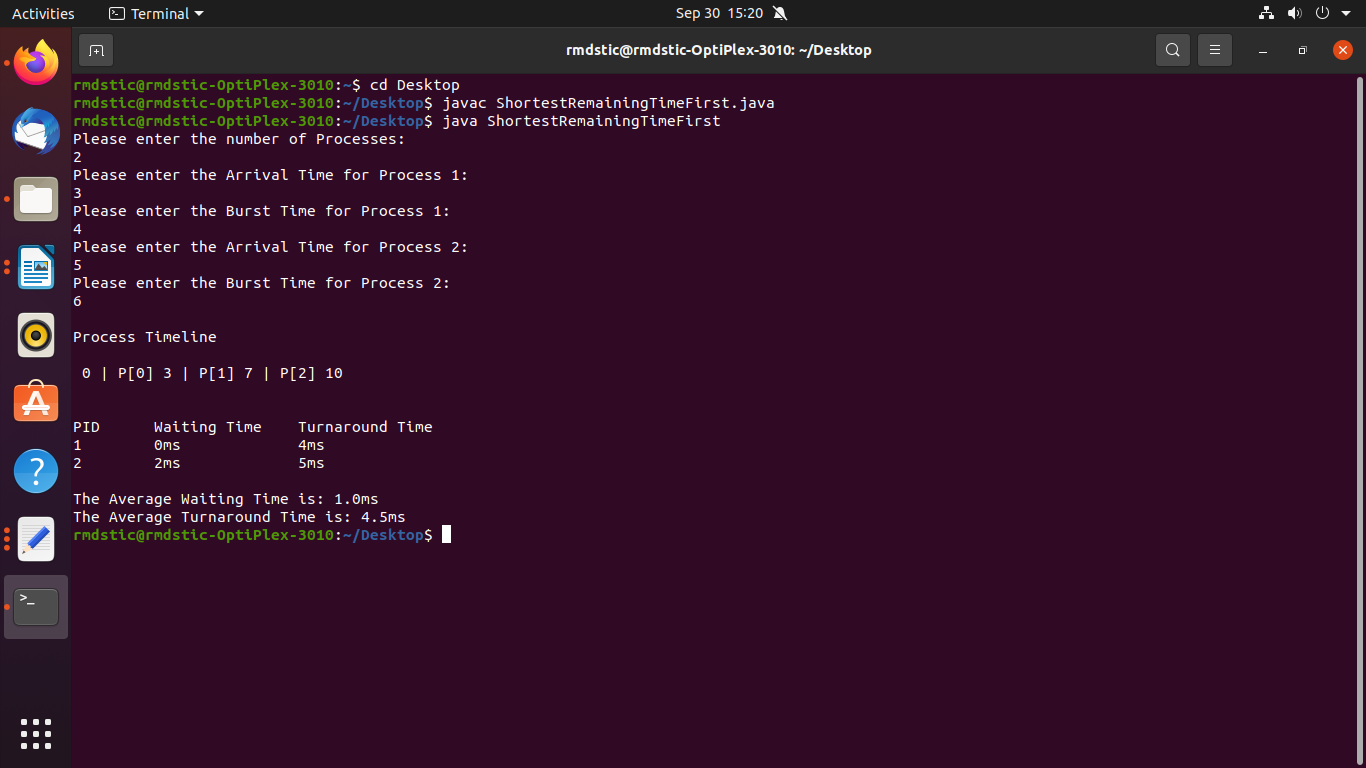 Activities Terminal Sep 30 15:20
rmdstic@rmdstic-OptiPlex-3010: ~/Desktop
rmdstic@rmdstic-OptiPlex-3010:~$ cd Desktop
rmdstic@rmdstic-OptiPlex-3010:~/Desktop$ javac ShortestRemainingTimeFirst.java
rmdstic@rmdstic-OptiPlex-3010:~/Desktop$ java ShortestRemainingTimeFirst
Please enter the number of Processes:
2
Please enter the Arrival Time for Process 1:
3
Please enter the Burst Time for Process 1:
4
Please enter the Arrival Time for Process 2:
5
Please enter the Burst Time for Process 2:
6
Process Timeline
0 | P[0] 3 | P[1] 7 | P[2] 10
PID Waiting Time Turnaround Time
1 0ms 4ms
2 2ms 5ms
The Average Waiting Time is: 1.0ms
The Average Turnaround Time is: 4.5ms
rmdstic@rmdstic-OptiPlex-3010:~/Desktop$